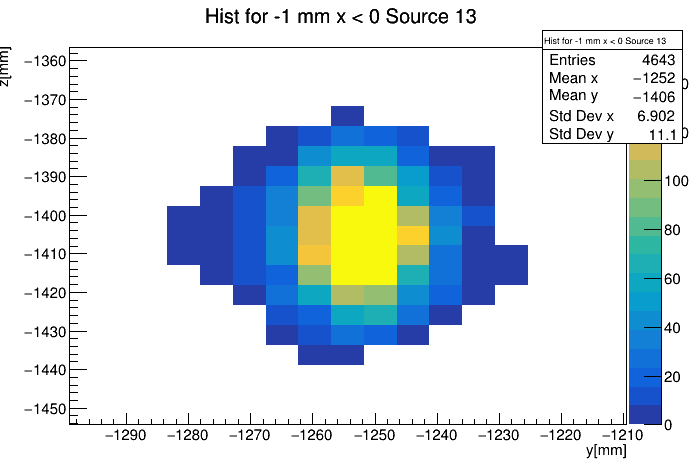 Hist for -1 mm x < 0 Source 13
z[mm]
−1360
−1370
−1380
−1390
−1400
−1410
−1420
−1430
−1440
−1450
Hist for -1 mm x < 0 Source 13
Entries 4643
Mean x −1252
Mean y −1406
Std Dev x 6.902
Std Dev y 11.1
100
80
60
40
20
0
−1290 −1280 −1270 −1260 −1250 −1240 −1230 −1220 −1210
y[mm]